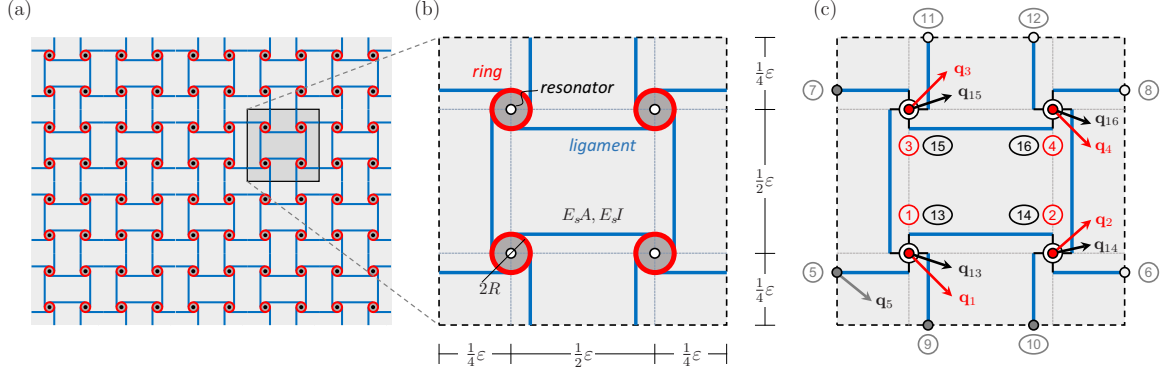 (a)
(b)
(c)
ring
resonator
ligament
EₛA, EₛI
2R
¼ε
½ε
¼ε
¼ε
½ε
¼ε
11
12
7
8
q₃
q₁₅
q₁₆
q₄
3
15
16
4
1
13
14
2
q₂
q₁₄
q₁₃
q₁
5
q₅
6
9
10